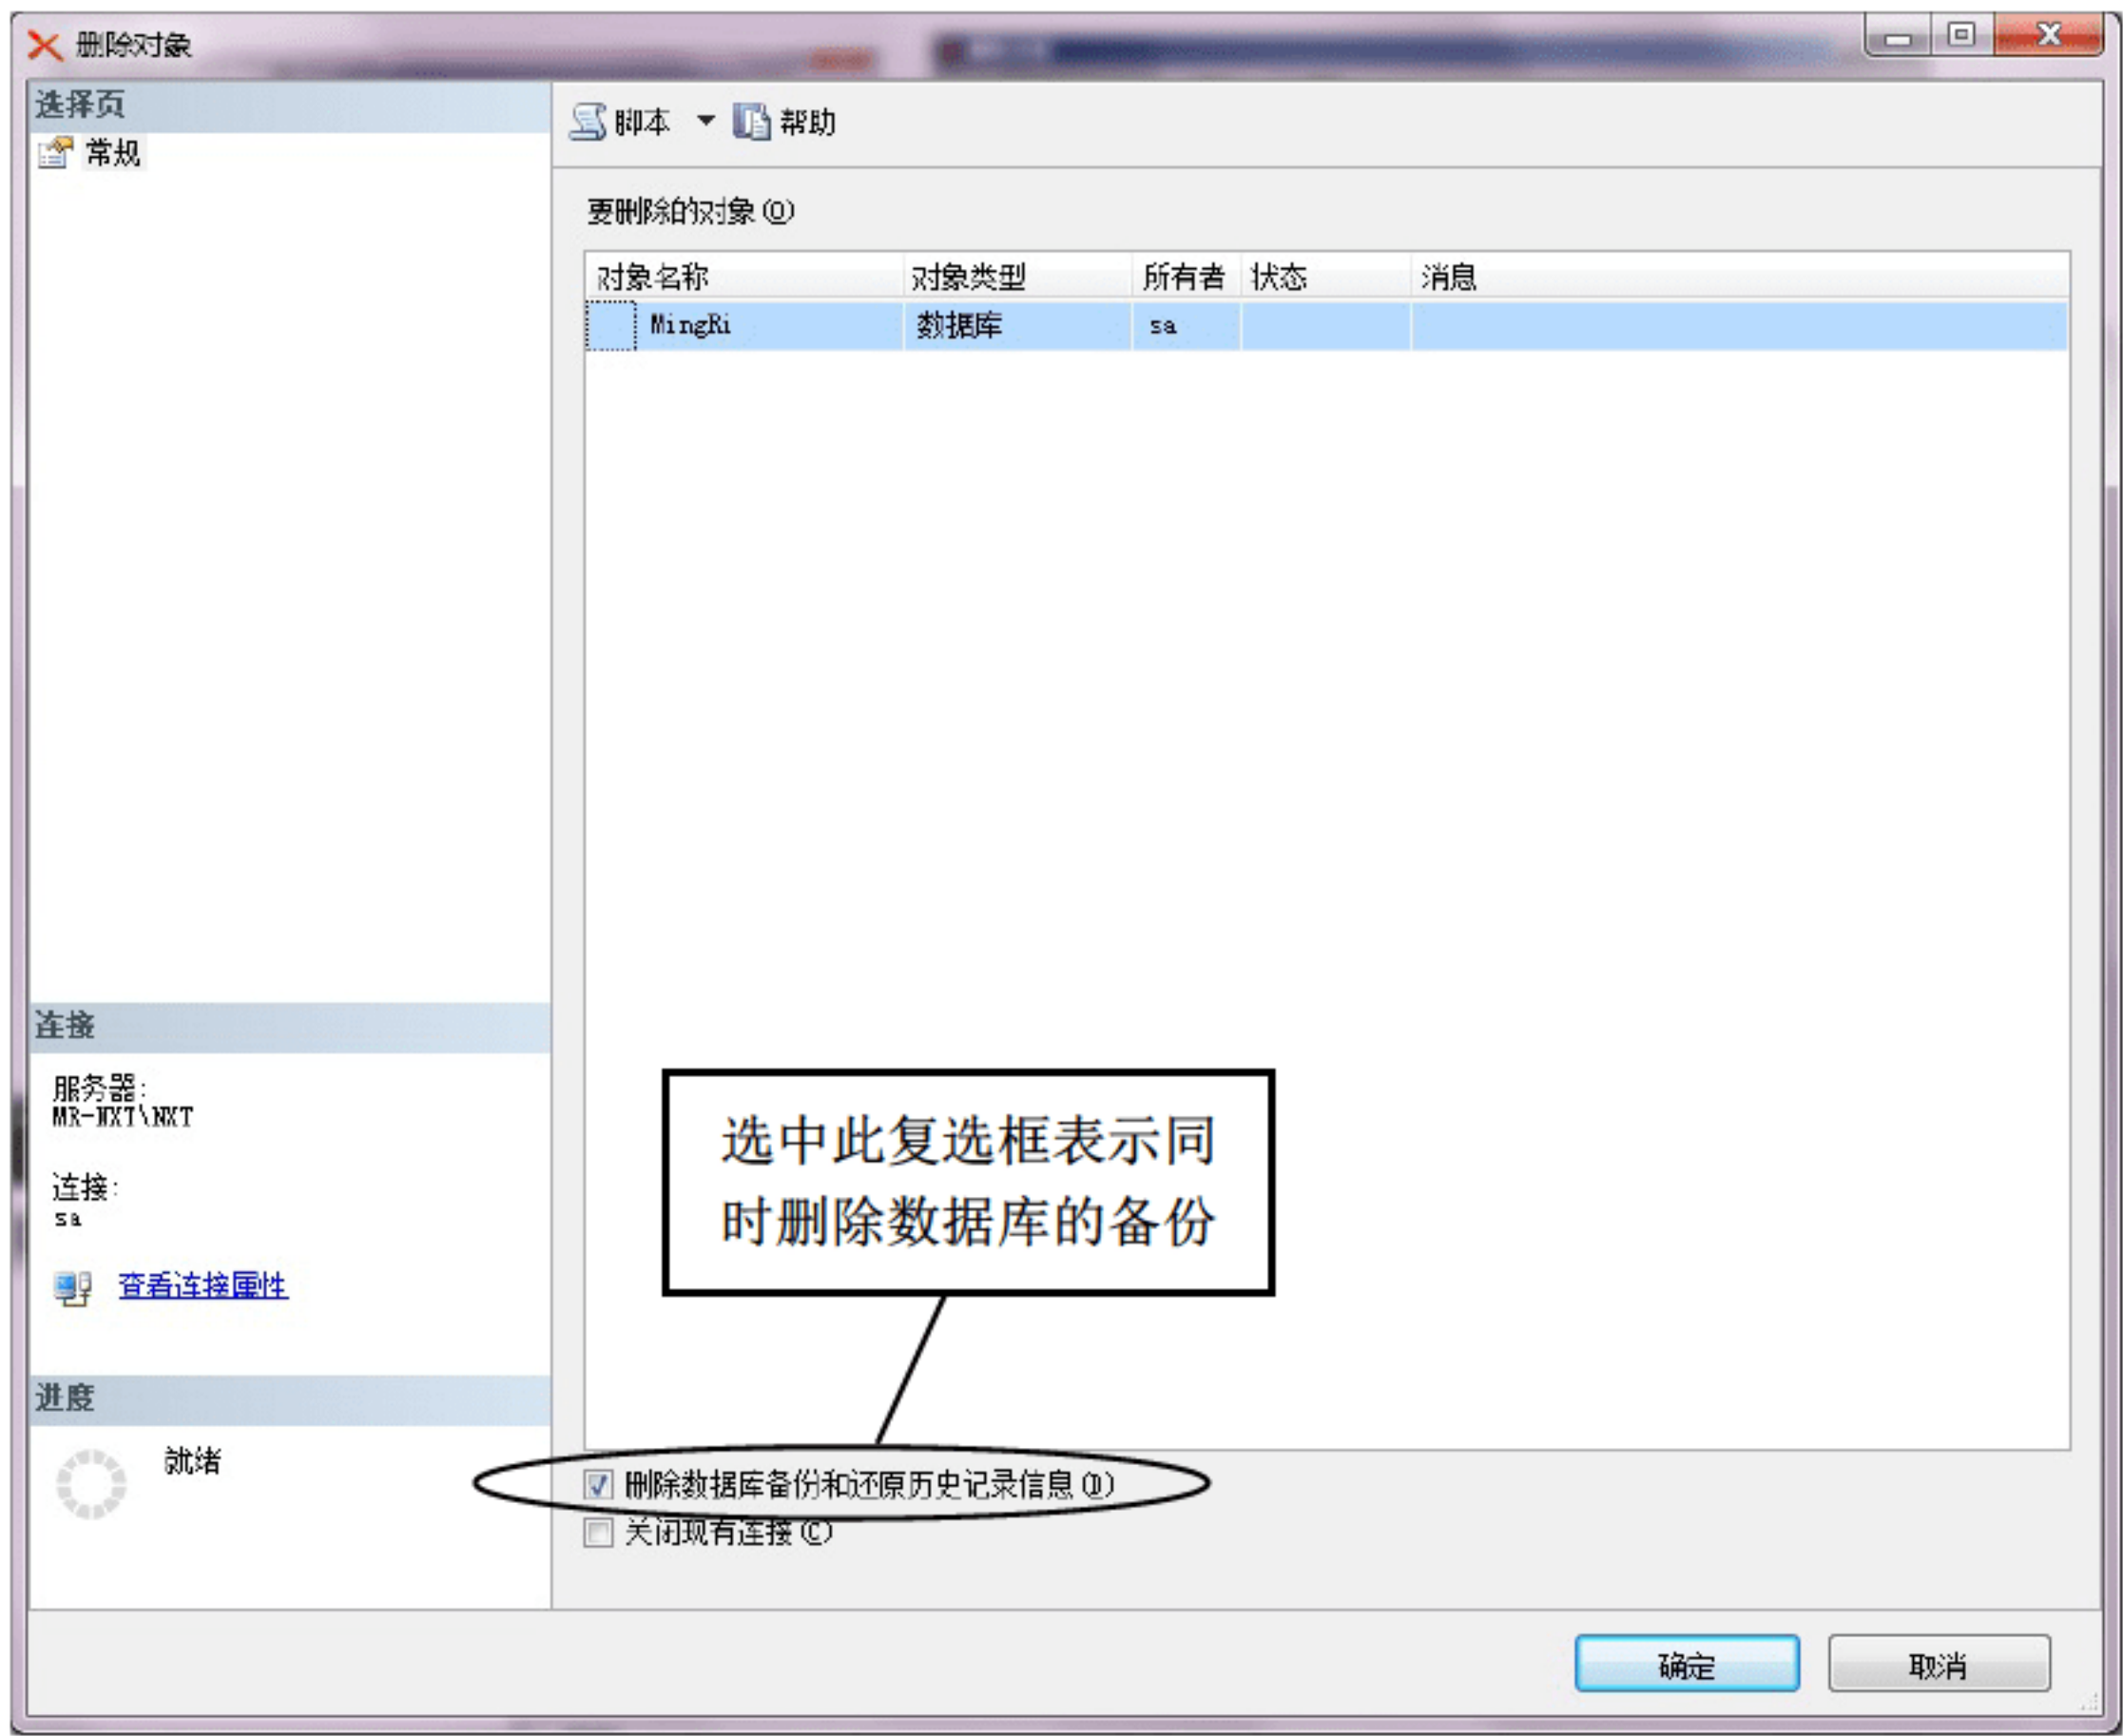 删除对象
选择页
常规
脚本 帮助
要删除的对象(O)
对象名称 对象类型 所有者 状态 消息
MingRi 数据库 sa
连接
服务器:
MR-NXT\NXT
连接:
sa
查看连接属性
进度
就绪
选中此复选框表示同
时删除数据库的备份
删除数据库备份和还原历史记录信息(D)
关闭现有连接(C)
确定 取消